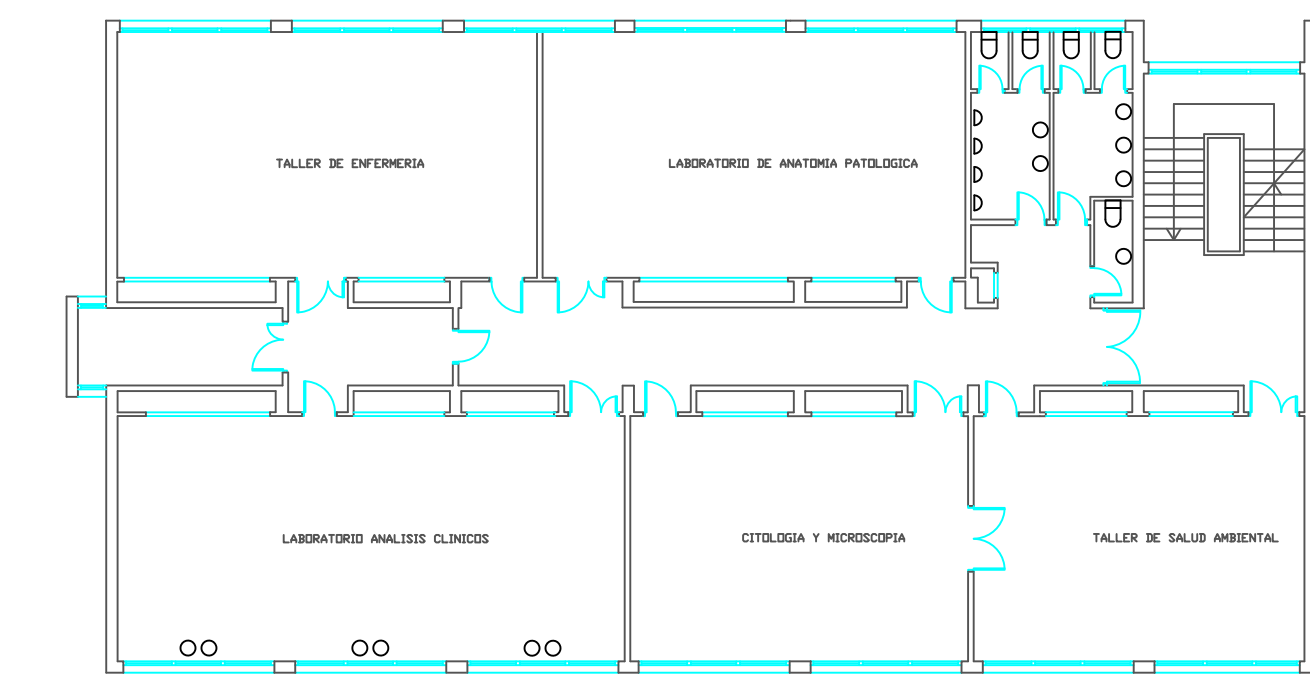 TALLER DE ENFERMERIA
LABORATORIO DE ANATOMIA PATOLOGICA
LABORATORIO ANALISIS CLINICOS
CITOLOGIA Y MICROSCOPIA
TALLER DE SALUD AMBIENTAL